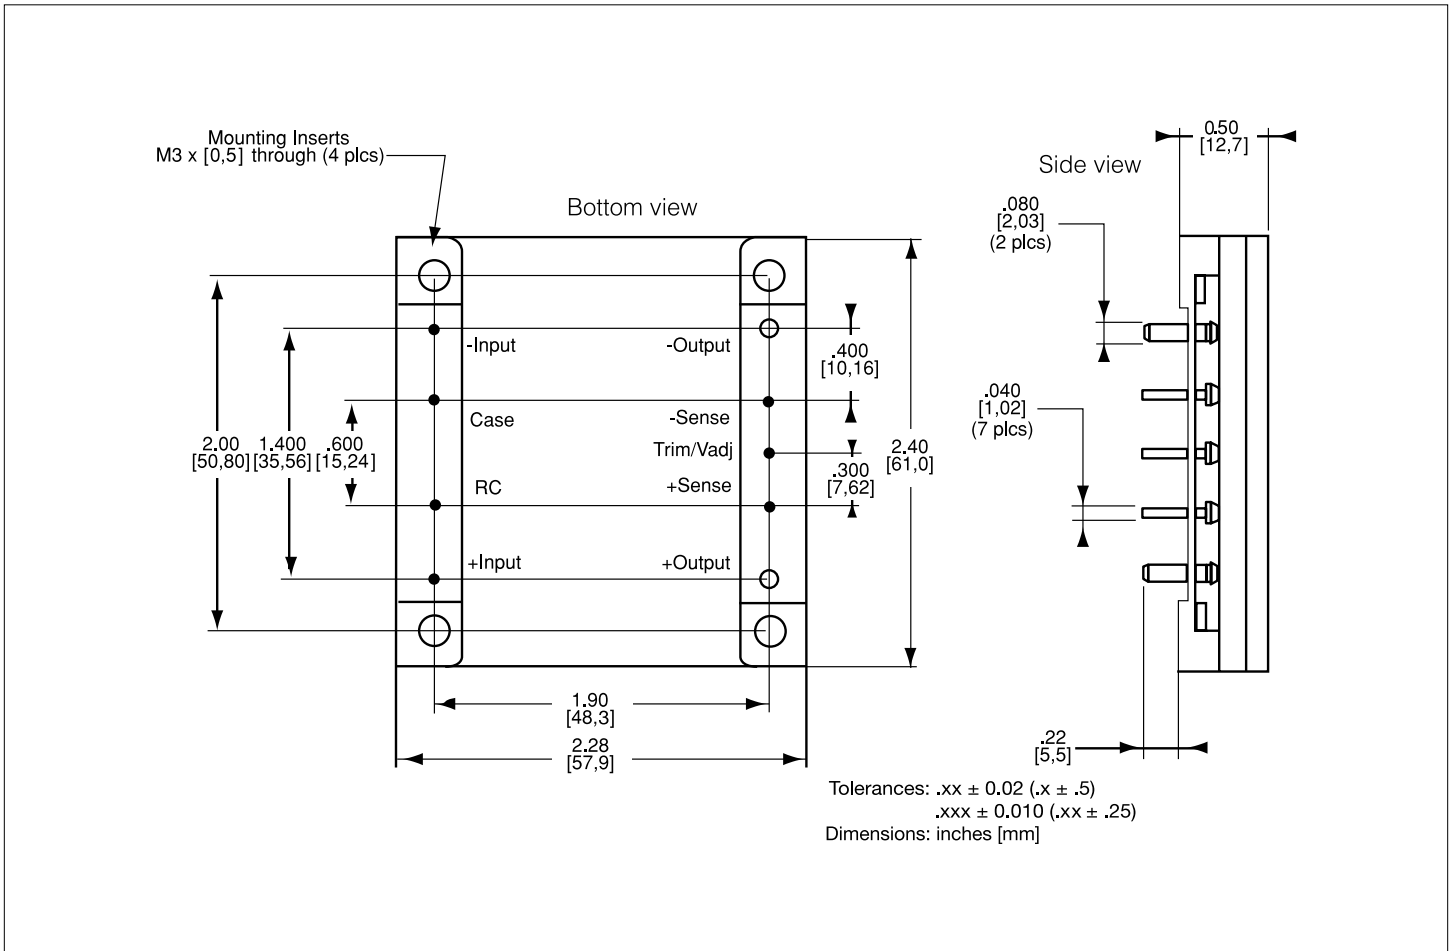 Mounting Inserts
M3 x [0,5] through (4 plcs)
Bottom view
Side view
0.50
[12,7]
.080
[2,03]
(2 plcs)
-Input
-Output
.400
[10,16]
Case
-Sense
.040
[1,02]
(7 plcs)
2.00
[50,80]
1.400
[35,56]
.600
[15,24]
Trim/Vadj
2.40
[61,0]
.300
[7,62]
RC
+Sense
+Input
+Output
1.90
[48,3]
2.28
[57,9]
.22
[5,5]
Tolerances: .xx ± 0.02 (.x ± .5)
.xxx ± 0.010 (.xx ± .25)
Dimensions: inches [mm]